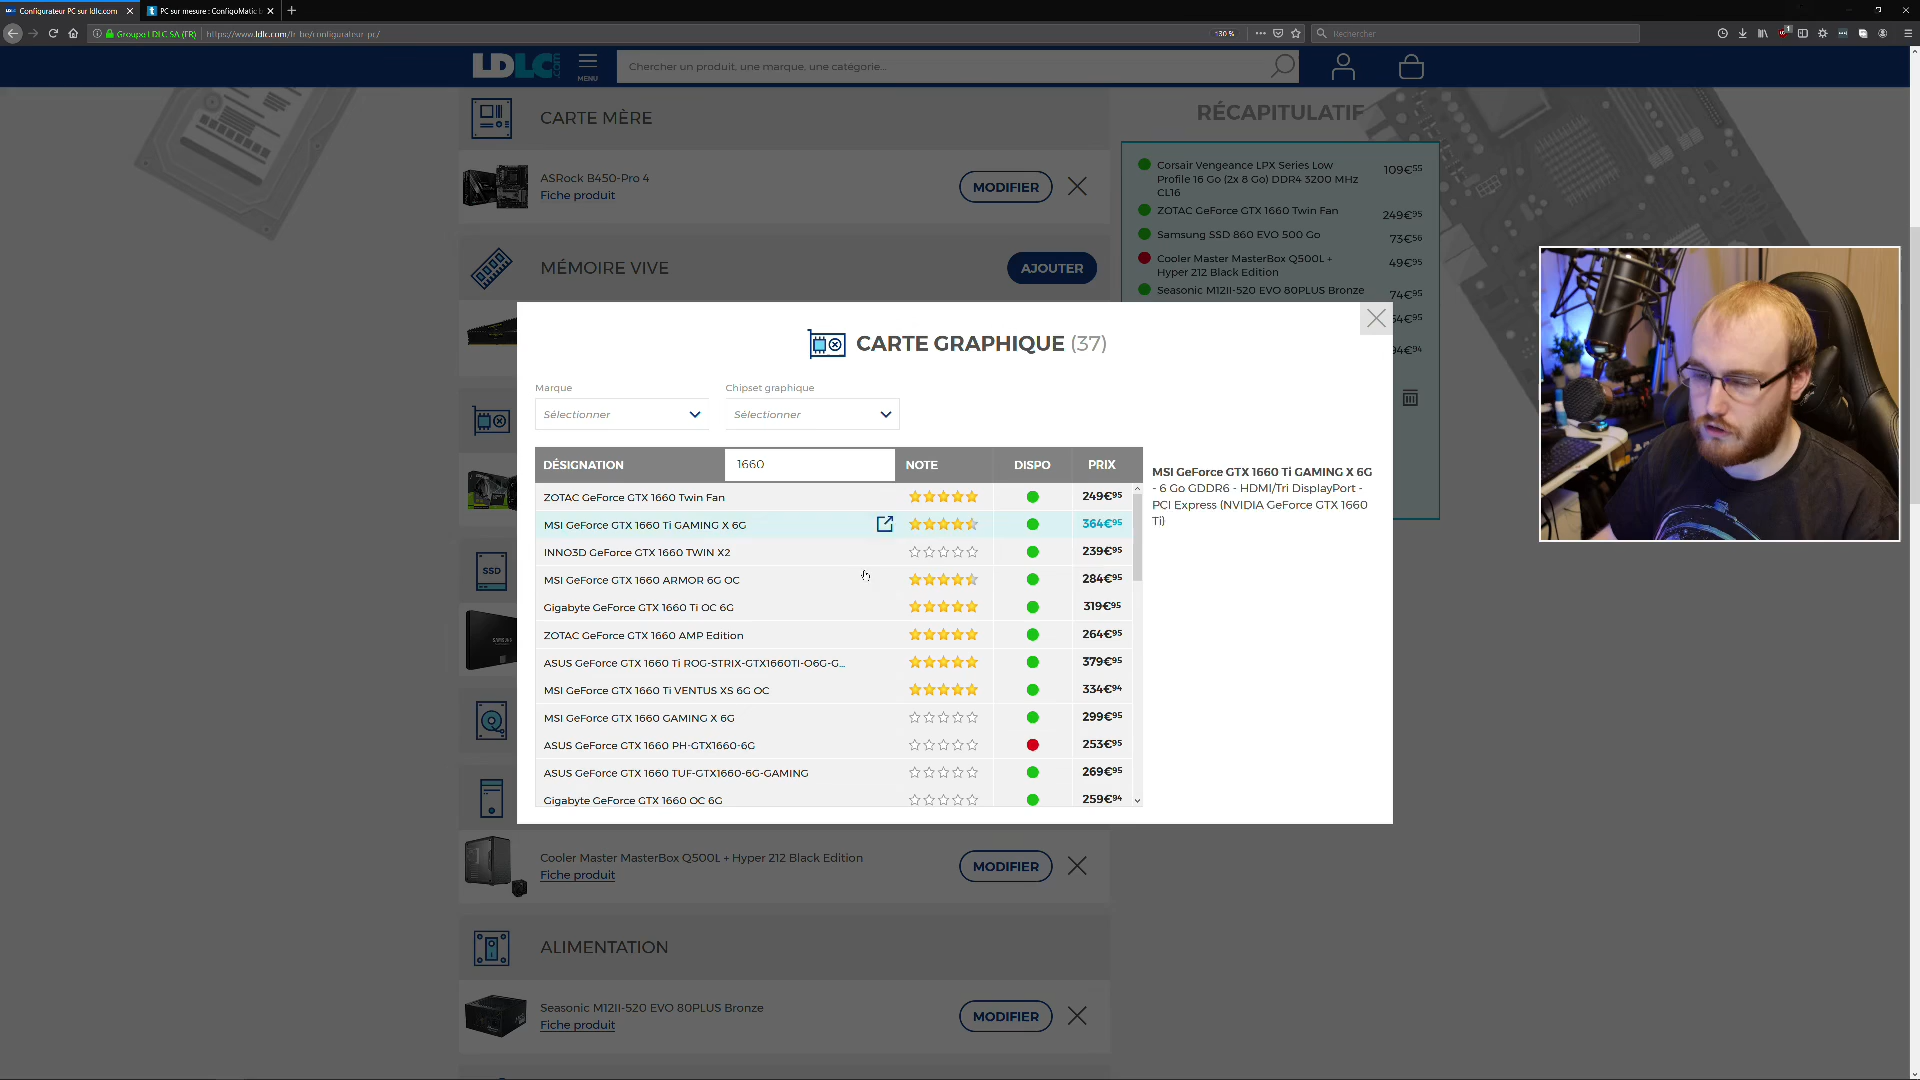 Configurateur PC sur ldlc.com
PC sur mesure : ConfigoMatic b
Groupe LDLC SA (FR)
https://www.ldlc.com/fr-be/configurateur-pc/
130 %
Rechercher
LDLC.com
MENU
Chercher un produit, une marque, une catégorie...
CARTE MÈRE
ASRock B450-Pro 4
Fiche produit
MODIFIER
MÉMOIRE VIVE
AJOUTER
RÉCAPITULATIF
Corsair Vengeance LPX Series Low Profile 16 Go (2x 8 Go) DDR4 3200 MHz CL16
109€55
ZOTAC GeForce GTX 1660 Twin Fan
249€95
Samsung SSD 860 EVO 500 Go
73€56
Cooler Master MasterBox Q500L + Hyper 212 Black Edition
49€95
Seasonic M12II-520 EVO 80PLUS Bronze
74€95
CARTE GRAPHIQUE (37)
Marque
Chipset graphique
Sélectionner
Sélectionner
DÉSIGNATION
1660
NOTE
DISPO
PRIX
ZOTAC GeForce GTX 1660 Twin Fan
249€95
MSI GeForce GTX 1660 Ti GAMING X 6G
364€95
INNO3D GeForce GTX 1660 TWIN X2
239€95
MSI GeForce GTX 1660 ARMOR 6G OC
284€95
Gigabyte GeForce GTX 1660 Ti OC 6G
319€95
ZOTAC GeForce GTX 1660 AMP Edition
264€95
ASUS GeForce GTX 1660 Ti ROG-STRIX-GTX1660TI-O6G-G...
379€95
MSI GeForce GTX 1660 Ti VENTUS XS 6G OC
334€94
MSI GeForce GTX 1660 GAMING X 6G
299€95
ASUS GeForce GTX 1660 PH-GTX1660-6G
253€95
ASUS GeForce GTX 1660 TUF-GTX1660-6G-GAMING
269€95
Gigabyte GeForce GTX 1660 OC 6G
259€94
MSI GeForce GTX 1660 Ti GAMING X 6G
- 6 Go GDDR6 - HDMI/Tri DisplayPort -
PCI Express (NVIDIA GeForce GTX 1660
Ti)
SSD
Cooler Master MasterBox Q500L + Hyper 212 Black Edition
Fiche produit
MODIFIER
ALIMENTATION
Seasonic M12II-520 EVO 80PLUS Bronze
Fiche produit
MODIFIER